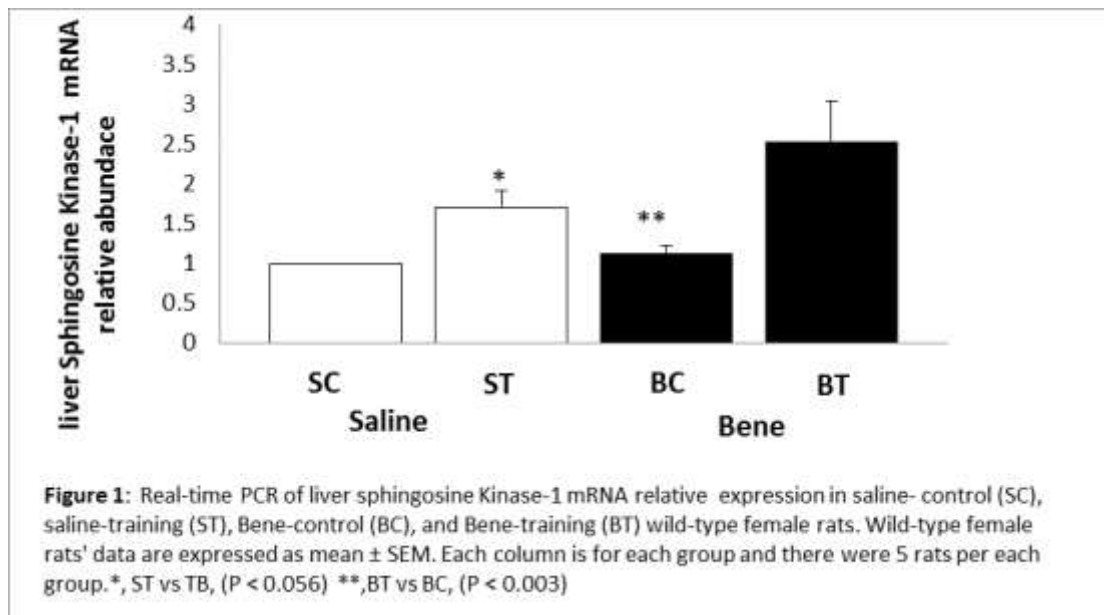 liver Sphingosine Kinase-1 mRNA
relative abundace
4
3.5
3
2.5
2
1.5
1
0.5
0
*
**
SC ST BC BT
Saline Bene
Figure 1: Real-time PCR of liver sphingosine Kinase-1 mRNA relative expression in saline- control (SC),
saline-training (ST), Bene-control (BC), and Bene-training (BT) wild-type female rats. Wild-type female
rats' data are expressed as mean ± SEM. Each column is for each group and there were 5 rats per each
group.*, ST vs TB, (P < 0.056) **,BT vs BC, (P < 0.003)